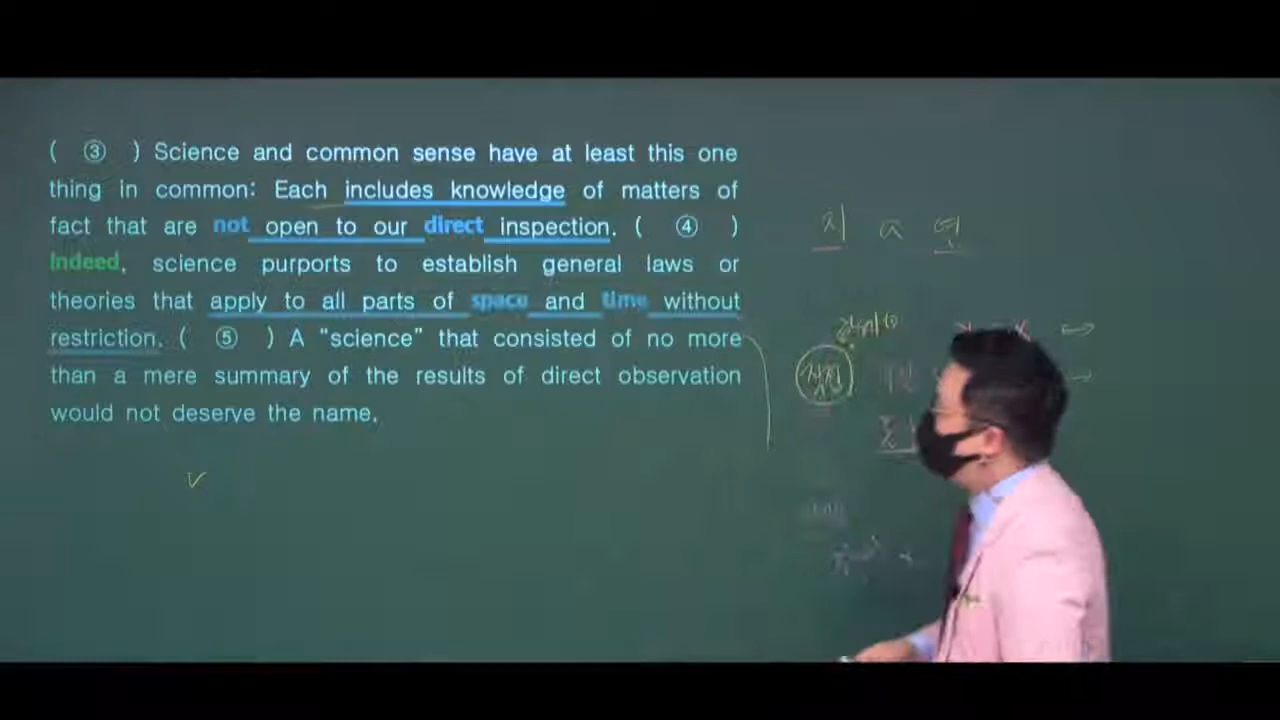 ( ③ ) Science and common sense have at least this one
thing in common: Each includes knowledge of matters of
fact that are not open to our direct inspection. ( ④ )
Indeed, science purports to establish general laws or
theories that apply to all parts of space and time without
restriction. ( ⑤ ) A “science” that consisted of no more
than a mere summary of the results of direct observation
would not deserve the name.